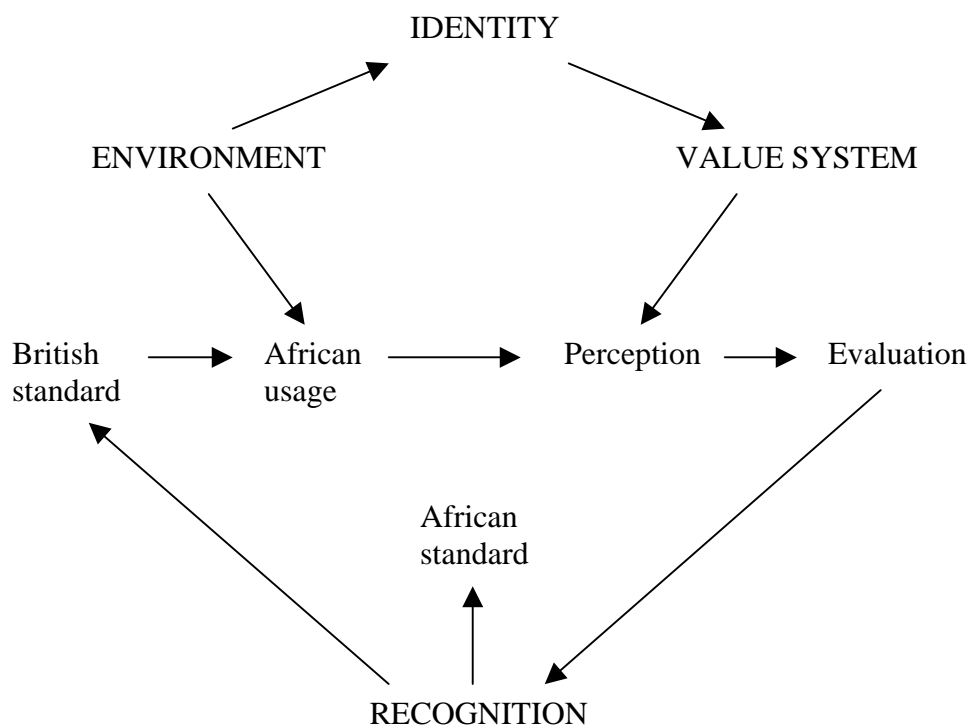 IDENTITY
ENVIRONMENT
VALUE SYSTEM
British
standard
African
usage
Perception
Evaluation
African
standard
RECOGNITION